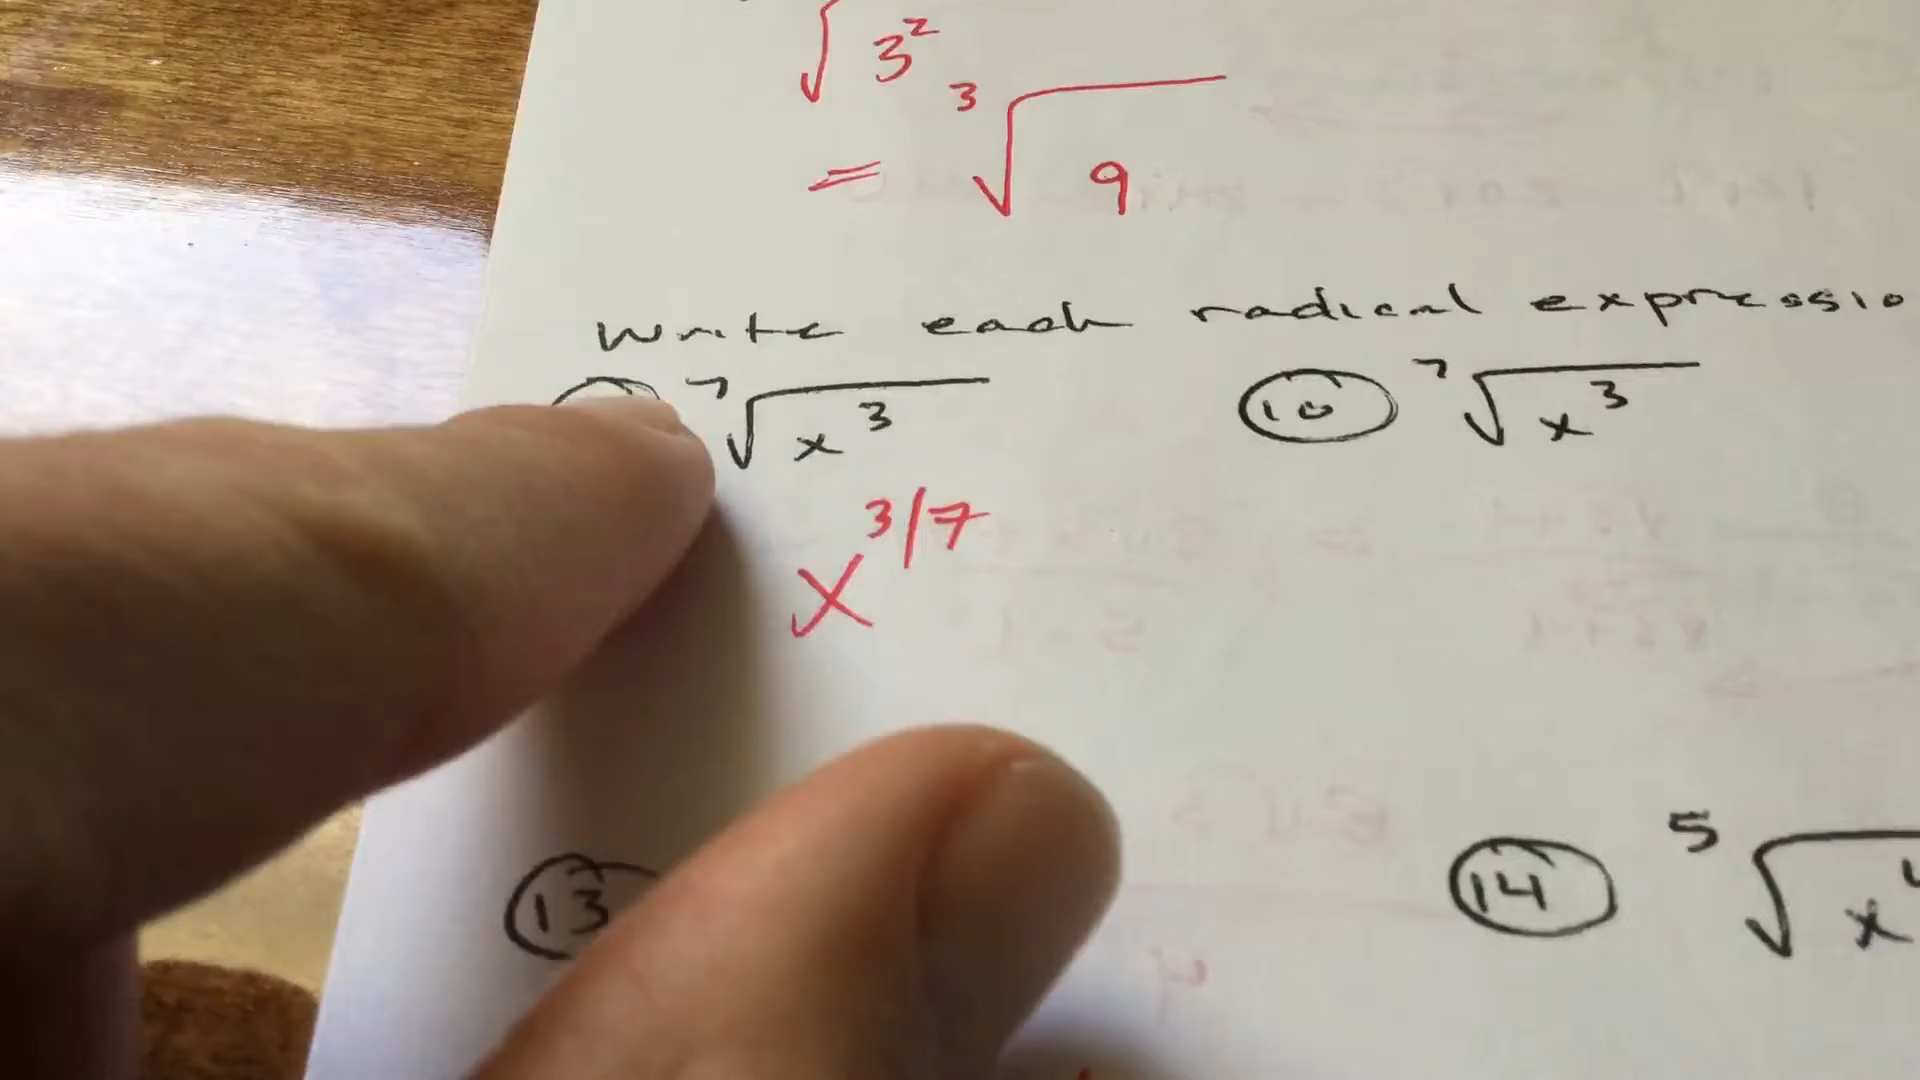 √3²
= ³√9
Write each radical expressio
⁷√x³ 10 ⁷√x³
x^3/7
13 14 ⁵√x